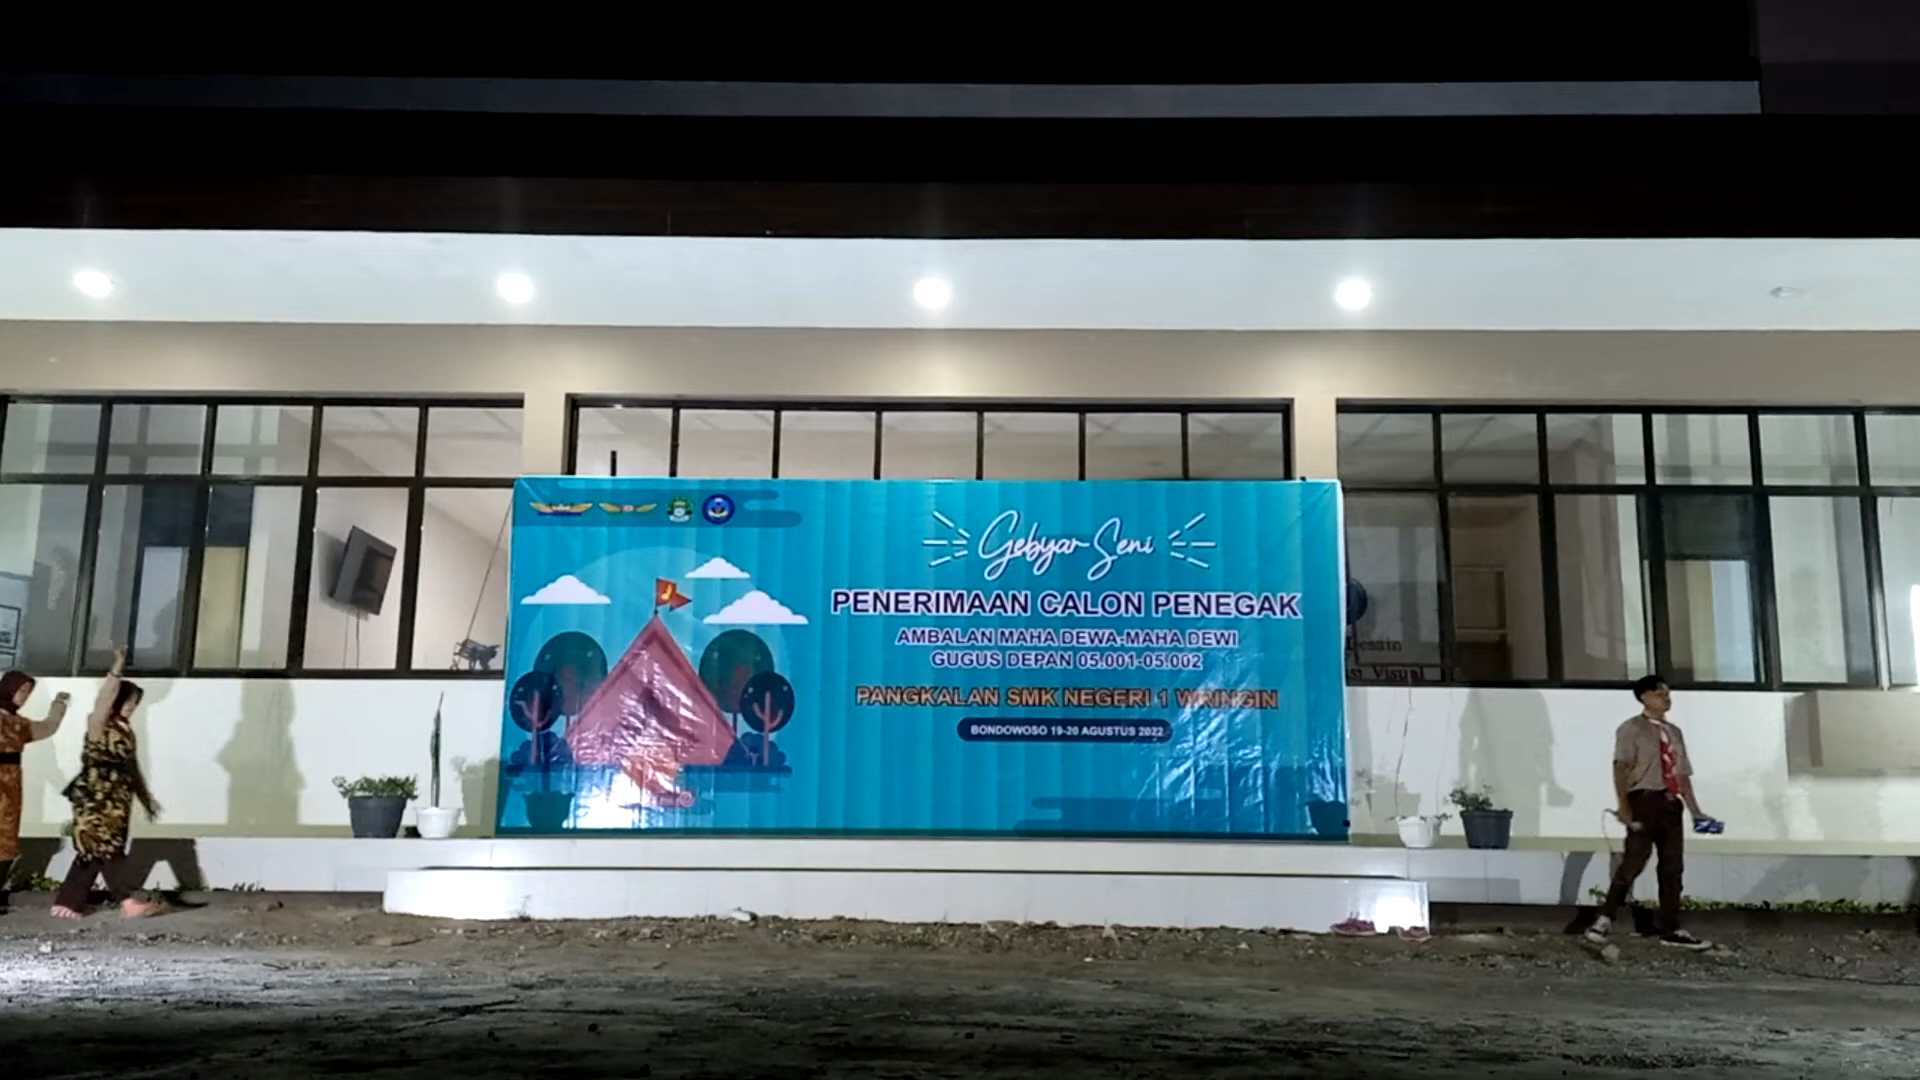 Gebyar Seni
PENERIMAAN CALON PENEGAK
AMBALAN MAHA DEWA-MAHA DEWI
GUGUS DEPAN 05.001-05.002
PANGKALAN SMK NEGERI 1 WRINGIN
BONDOWOSO 19-20 AGUSTUS 2022
Visual